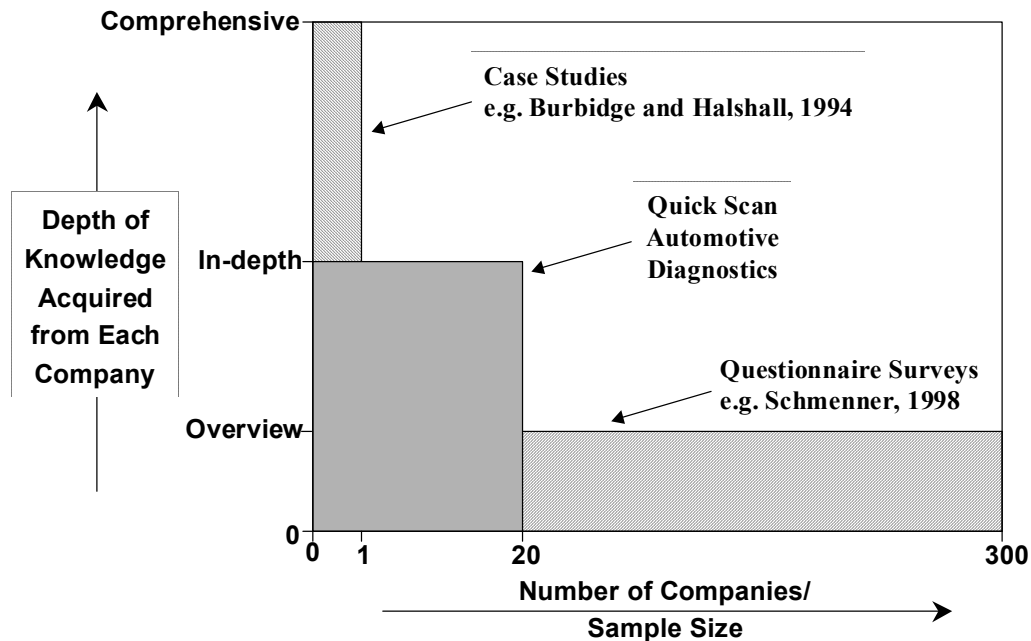 Comprehensive
Case Studies
e.g. Burbidge and Halshall, 1994
Depth of
Knowledge
Acquired
from Each
Company
Quick Scan
Automotive
Diagnostics
In-depth
Questionnaire Surveys
e.g. Schmenner, 1998
Overview
0
0
1
20
300
Number of Companies/
Sample Size